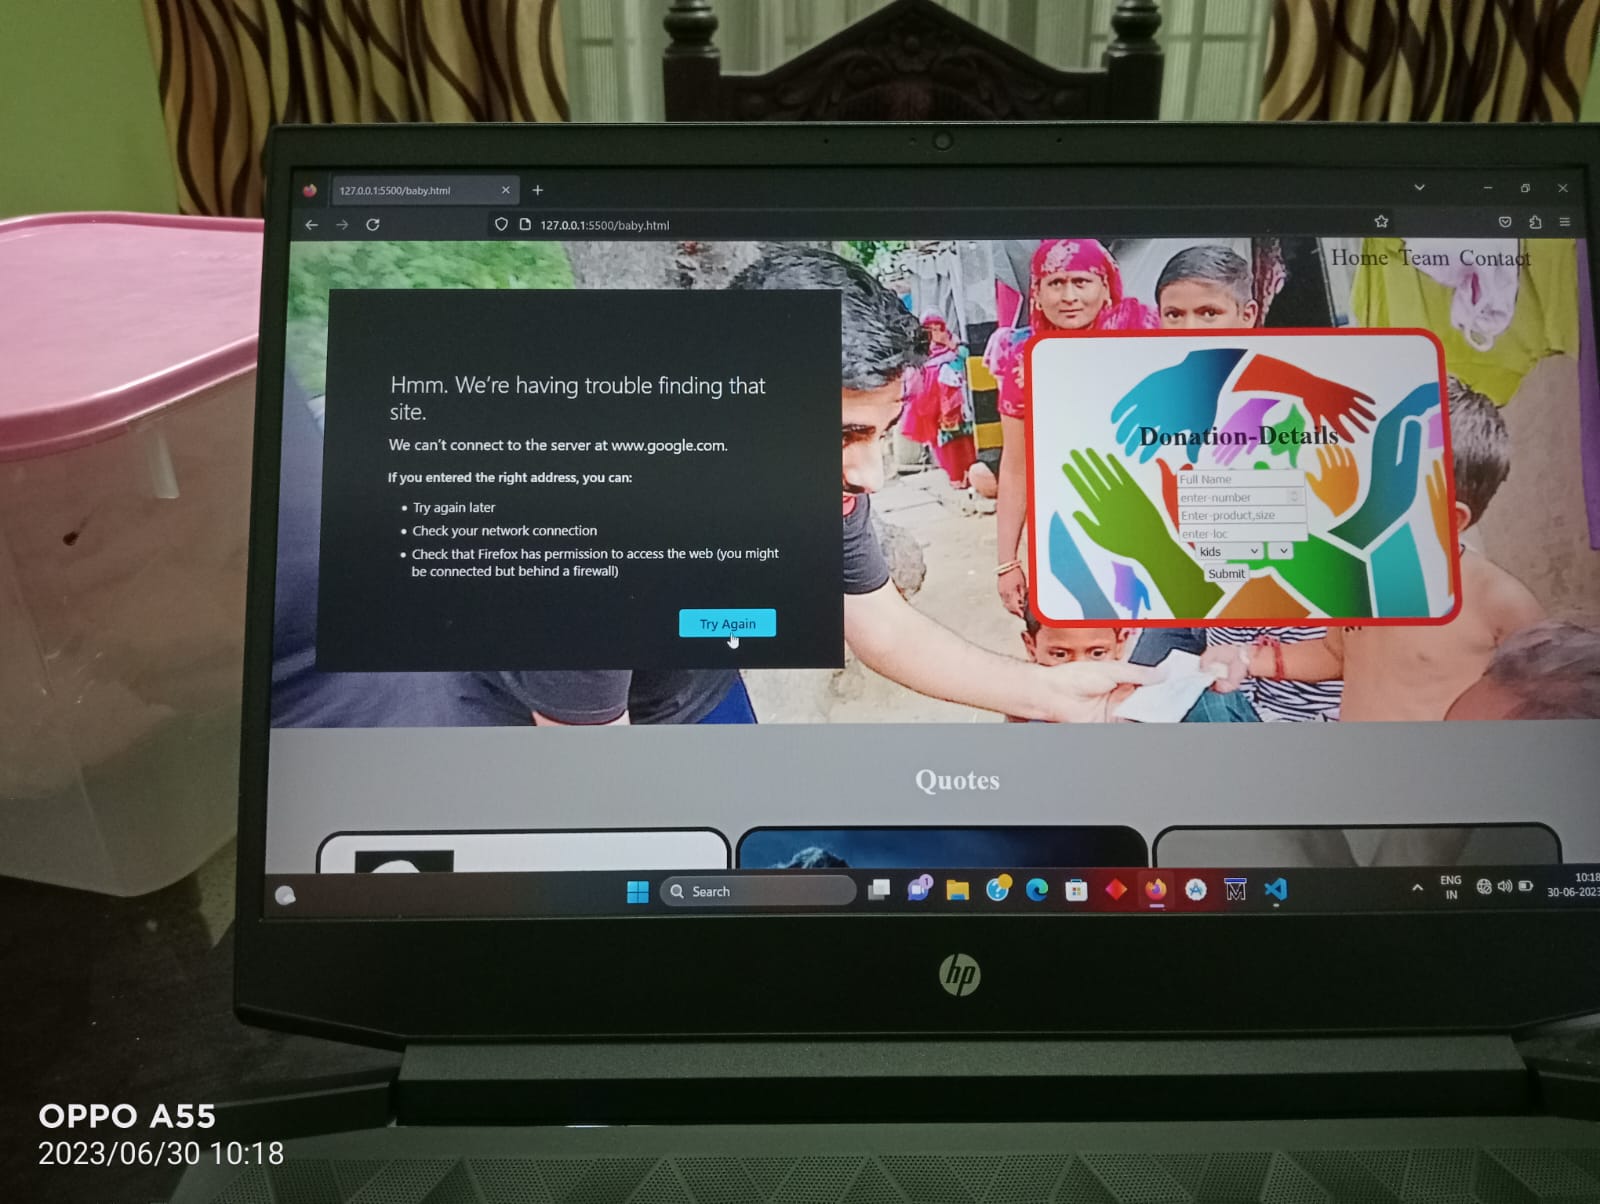 127.0.0.1:5500/baby.html
127.0.0.1:5500/baby.html
Home Team Contact
Hmm. We're having trouble finding that
site.
We can't connect to the server at www.google.com.
If you entered the right address, you can:
• Try again later
• Check your network connection
• Check that Firefox has permission to access the web (you might
be connected but behind a firewall)
Try Again
Donation-Details
Full Name
enter-number
Enter-product,size
enter-loc
kids
Submit
Quotes
Search
1
ENG
IN
10:18
30-06-2023
hp
OPPO A55
2023/06/30 10:18